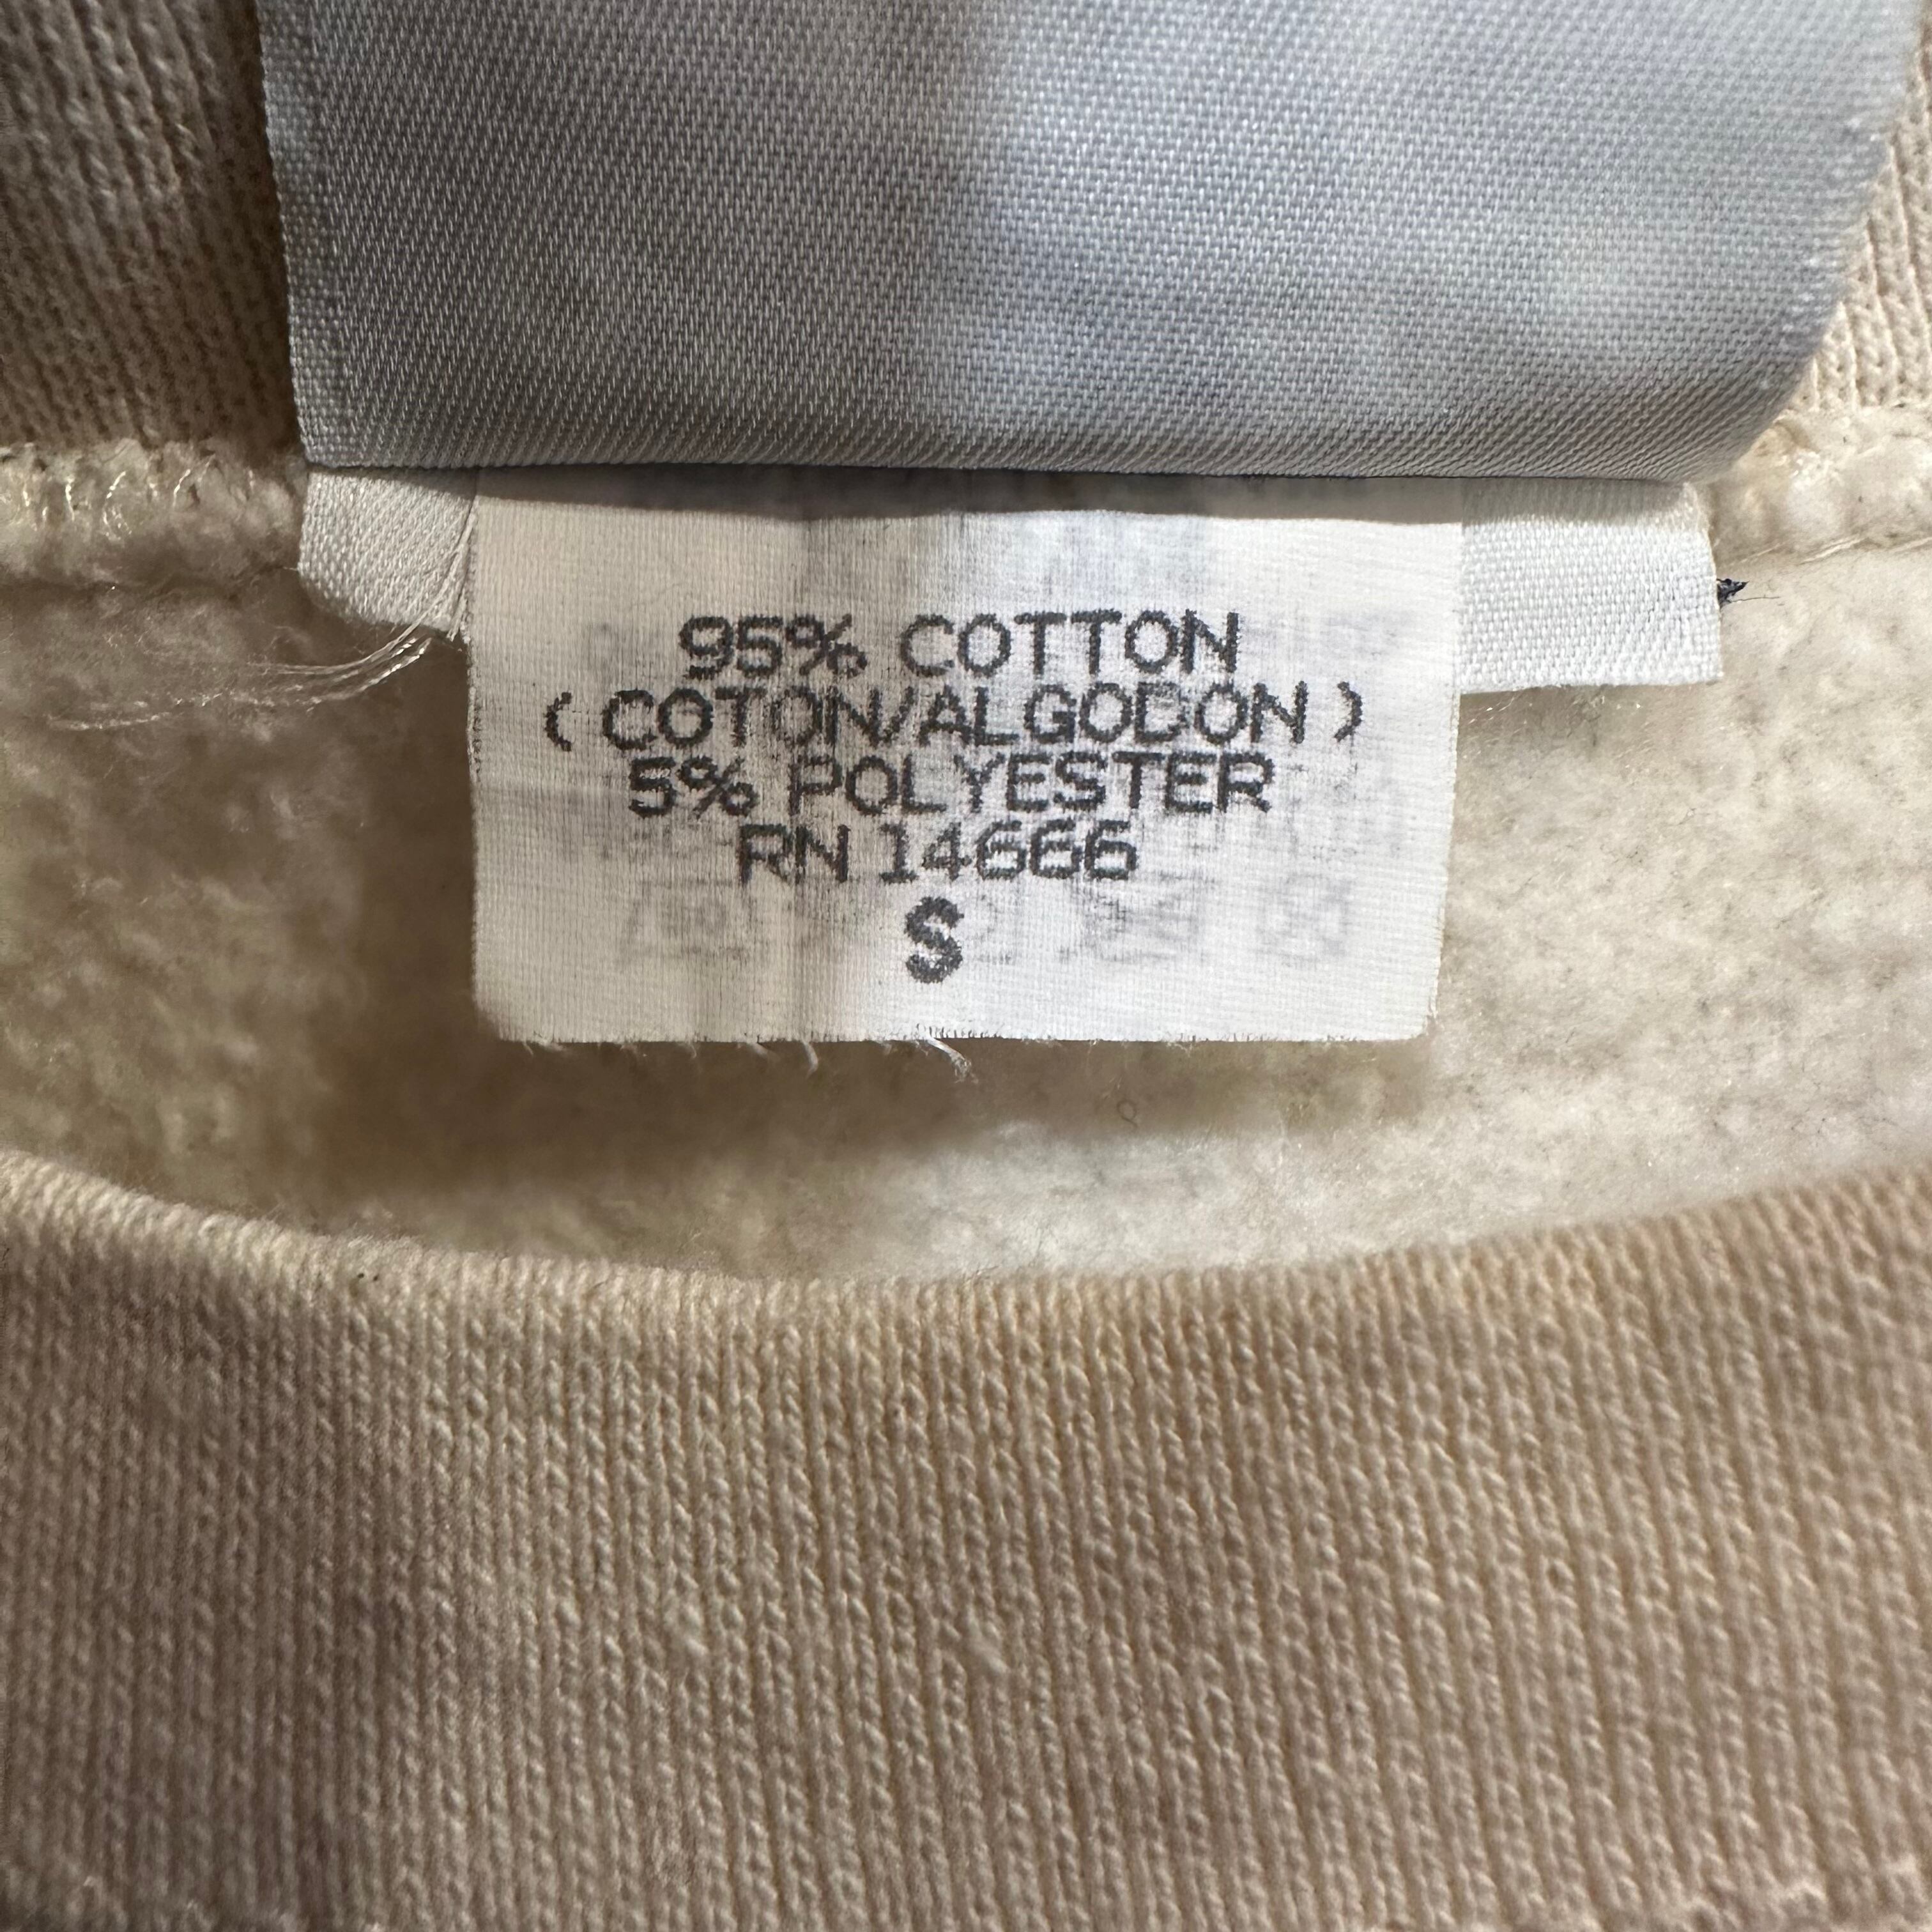 95% COTTON
( COTON/ALGODON )
5% POLYESTER
RN 14666
S